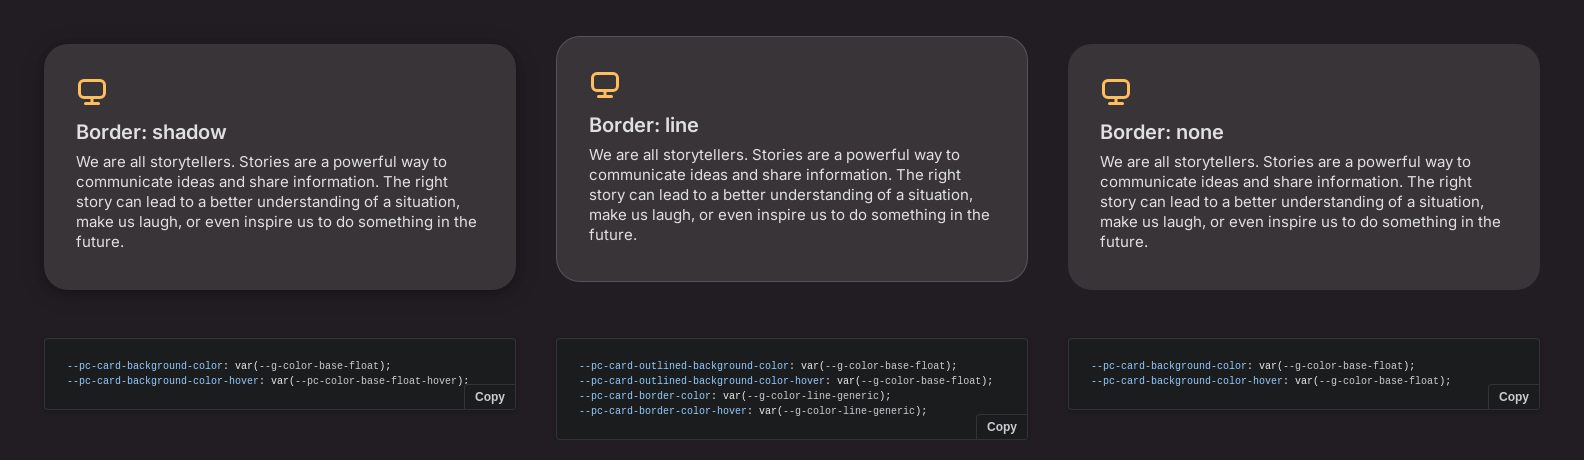 Border: shadow
We are all storytellers. Stories are a powerful way to
communicate ideas and share information. The right
story can lead to a better understanding of a situation,
make us laugh, or even inspire us to do something in the
future.
Border: line
We are all storytellers. Stories are a powerful way to
communicate ideas and share information. The right
story can lead to a better understanding of a situation,
make us laugh, or even inspire us to do something in the
future.
Border: none
We are all storytellers. Stories are a powerful way to
communicate ideas and share information. The right
story can lead to a better understanding of a situation,
make us laugh, or even inspire us to do something in the
future.
--pc-card-background-color: var(--g-color-base-float);
--pc-card-background-color-hover: var(--pc-color-base-float-hover);
Copy
--pc-card-outlined-background-color: var(--g-color-base-float);
--pc-card-outlined-background-color-hover: var(--g-color-base-float);
--pc-card-border-color: var(--g-color-line-generic);
--pc-card-border-color-hover: var(--g-color-line-generic);
Copy
--pc-card-background-color: var(--g-color-base-float);
--pc-card-background-color-hover: var(--g-color-base-float);
Copy